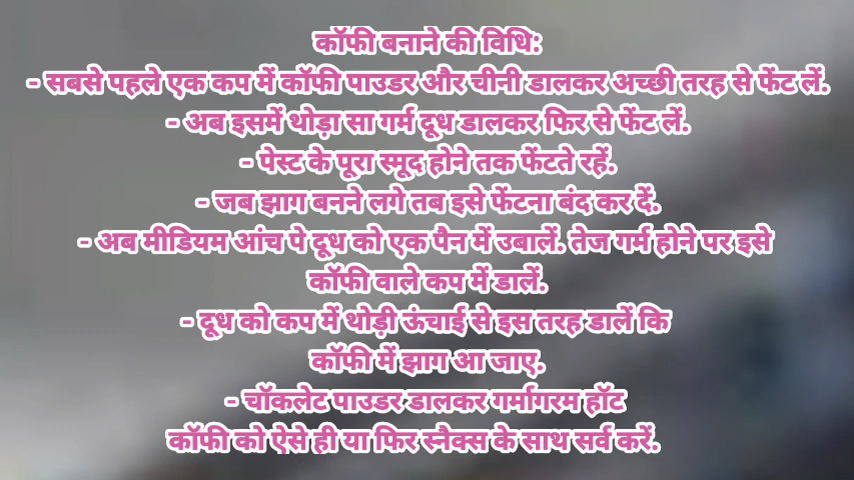 कॉफी बनाने की विधि:
- सबसे पहले एक कप में कॉफी पाउडर और चीनी डालकर अच्छी तरह से फेंट लें.
- अब इसमें थोड़ा सा गर्म दूध डालकर फिर से फेंट लें.
- पेस्ट के पूरा स्मूद होने तक फेंटते रहें.
- जब झाग बनने लगे तब इसे फेंटना बंद कर दें.
- अब मीडियम आंच पे दूध को एक पैन में उबालें. तेज गर्म होने पर इसे
कॉफी वाले कप में डालें.
- दूध को कप में थोड़ी ऊंचाई से इस तरह डालें कि
कॉफी में झाग आ जाए.
- चॉकलेट पाउडर डालकर गर्मागरम हॉट
कॉफी को ऐसे ही या फिर स्नैक्स के साथ सर्व करें.